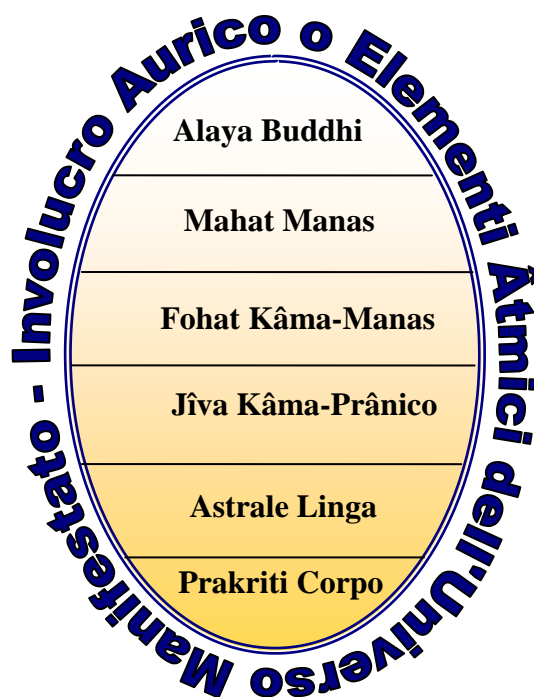 Involucro Aurico o Elementi Âtmici dell'Universo Manifestato -
Alaya Buddhi
Mahat Manas
Fohat Kâma-Manas
Jîva Kâma-Prânico
Astrale Linga
Prakriti Corpo